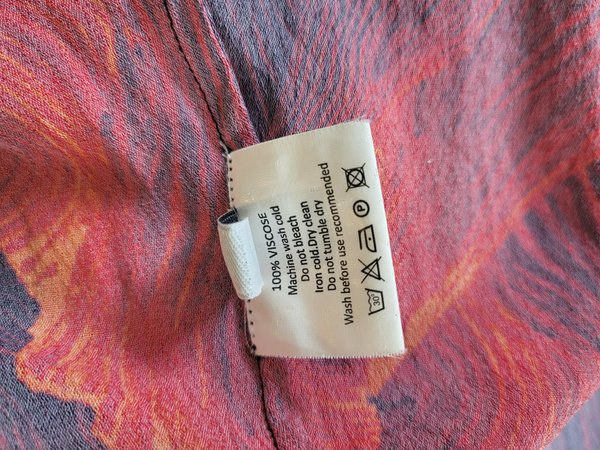 100% VISCOSE
Machine wash cold
Do not bleach
Iron cold.Dry clean
Do not tumble dry
Wash before use recommended
30° P